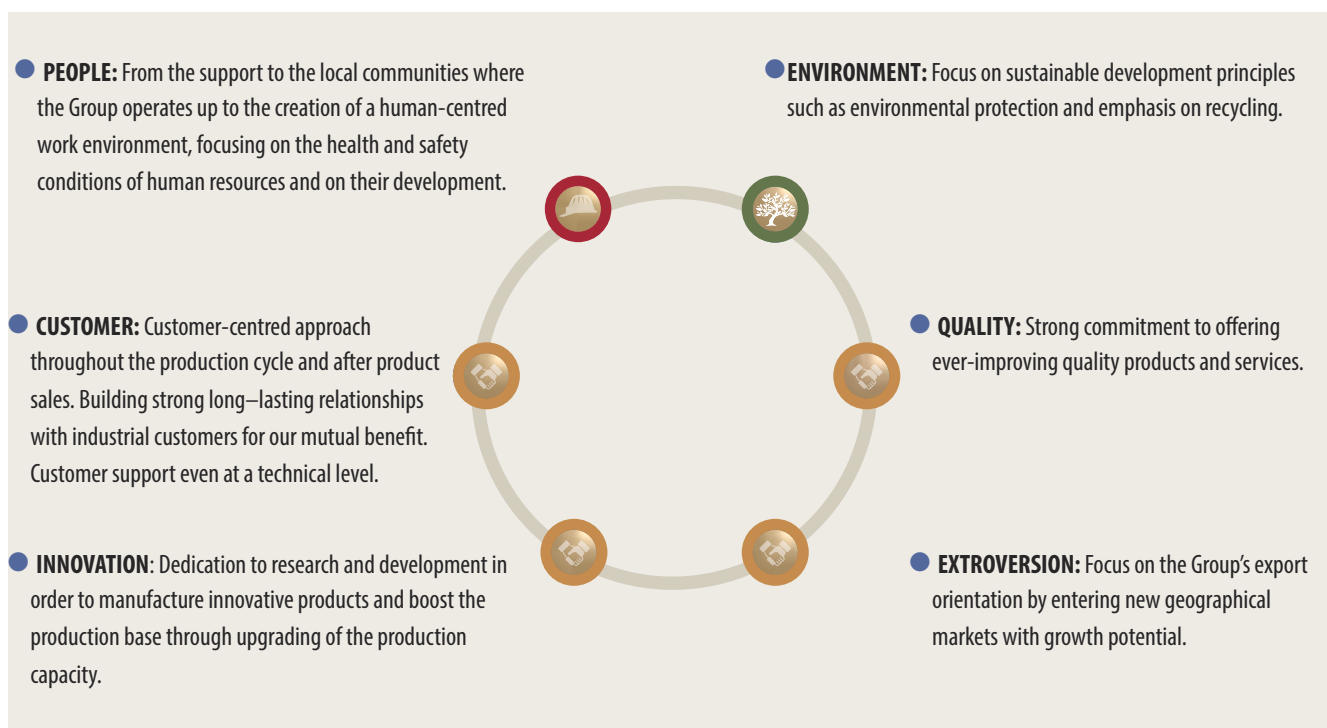 PEOPLE: From the support to the local communities where
the Group operates up to the creation of a human-centred
work environment, focusing on the health and safety
conditions of human resources and on their development.
ENVIRONMENT: Focus on sustainable development principles
such as environmental protection and emphasis on recycling.
CUSTOMER: Customer-centred approach
throughout the production cycle and after product
sales. Building strong long–lasting relationships
with industrial customers for our mutual benefit.
Customer support even at a technical level.
QUALITY: Strong commitment to offering
ever-improving quality products and services.
INNOVATION: Dedication to research and development in
order to manufacture innovative products and boost the
production base through upgrading of the production
capacity.
EXTROVERSION: Focus on the Group’s export
orientation by entering new geographical
markets with growth potential.